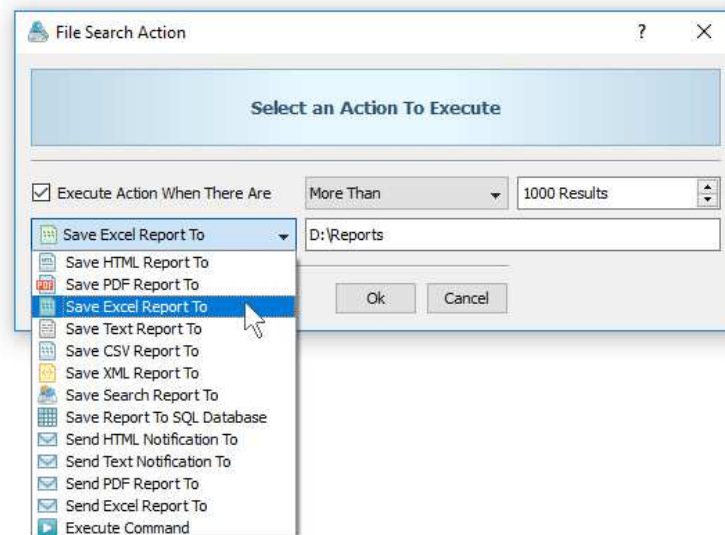 File Search Action
Select an Action To Execute
Execute Action When There Are More Than 1000 Results
Save Excel Report To D:\Reports
Save HTML Report To
PDF Save PDF Report To
Save Excel Report To
Save Text Report To
Save CSV Report To
Save XML Report To
Save Search Report To
Save Report To SQL Database
Send HTML Notification To
Send Text Notification To
Send PDF Report To
Send Excel Report To
Execute Command
Ok Cancel